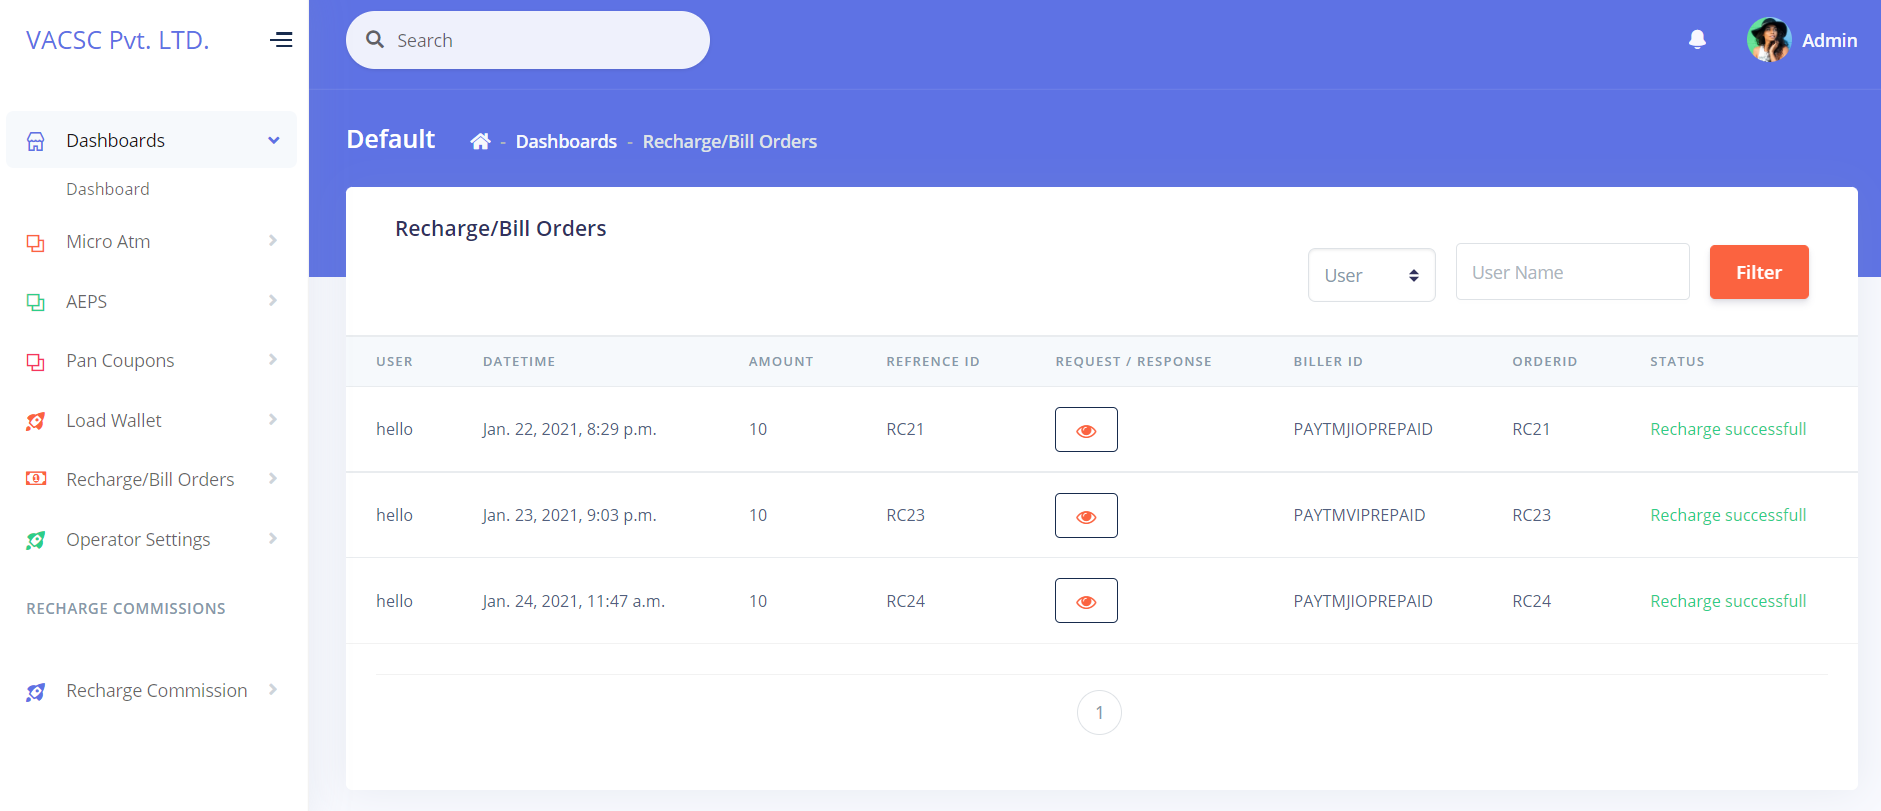 VACSC Pvt. LTD.
Search
Admin
Dashboards
Dashboard
Micro Atm
AEPS
Pan Coupons
Load Wallet
Recharge/Bill Orders
Operator Settings
RECHARGE COMMISSIONS
Recharge Commission
Default - Dashboards - Recharge/Bill Orders
Recharge/Bill Orders
User User Name Filter
USER DATETIME AMOUNT REFRENCE ID REQUEST / RESPONSE BILLER ID ORDERID STATUS
hello Jan. 22, 2021, 8:29 p.m. 10 RC21 PAYTMJIOPREPAID RC21 Recharge successfull
hello Jan. 23, 2021, 9:03 p.m. 10 RC23 PAYTMVIPREPAID RC23 Recharge successfull
hello Jan. 24, 2021, 11:47 a.m. 10 RC24 PAYTMJIOPREPAID RC24 Recharge successfull
1